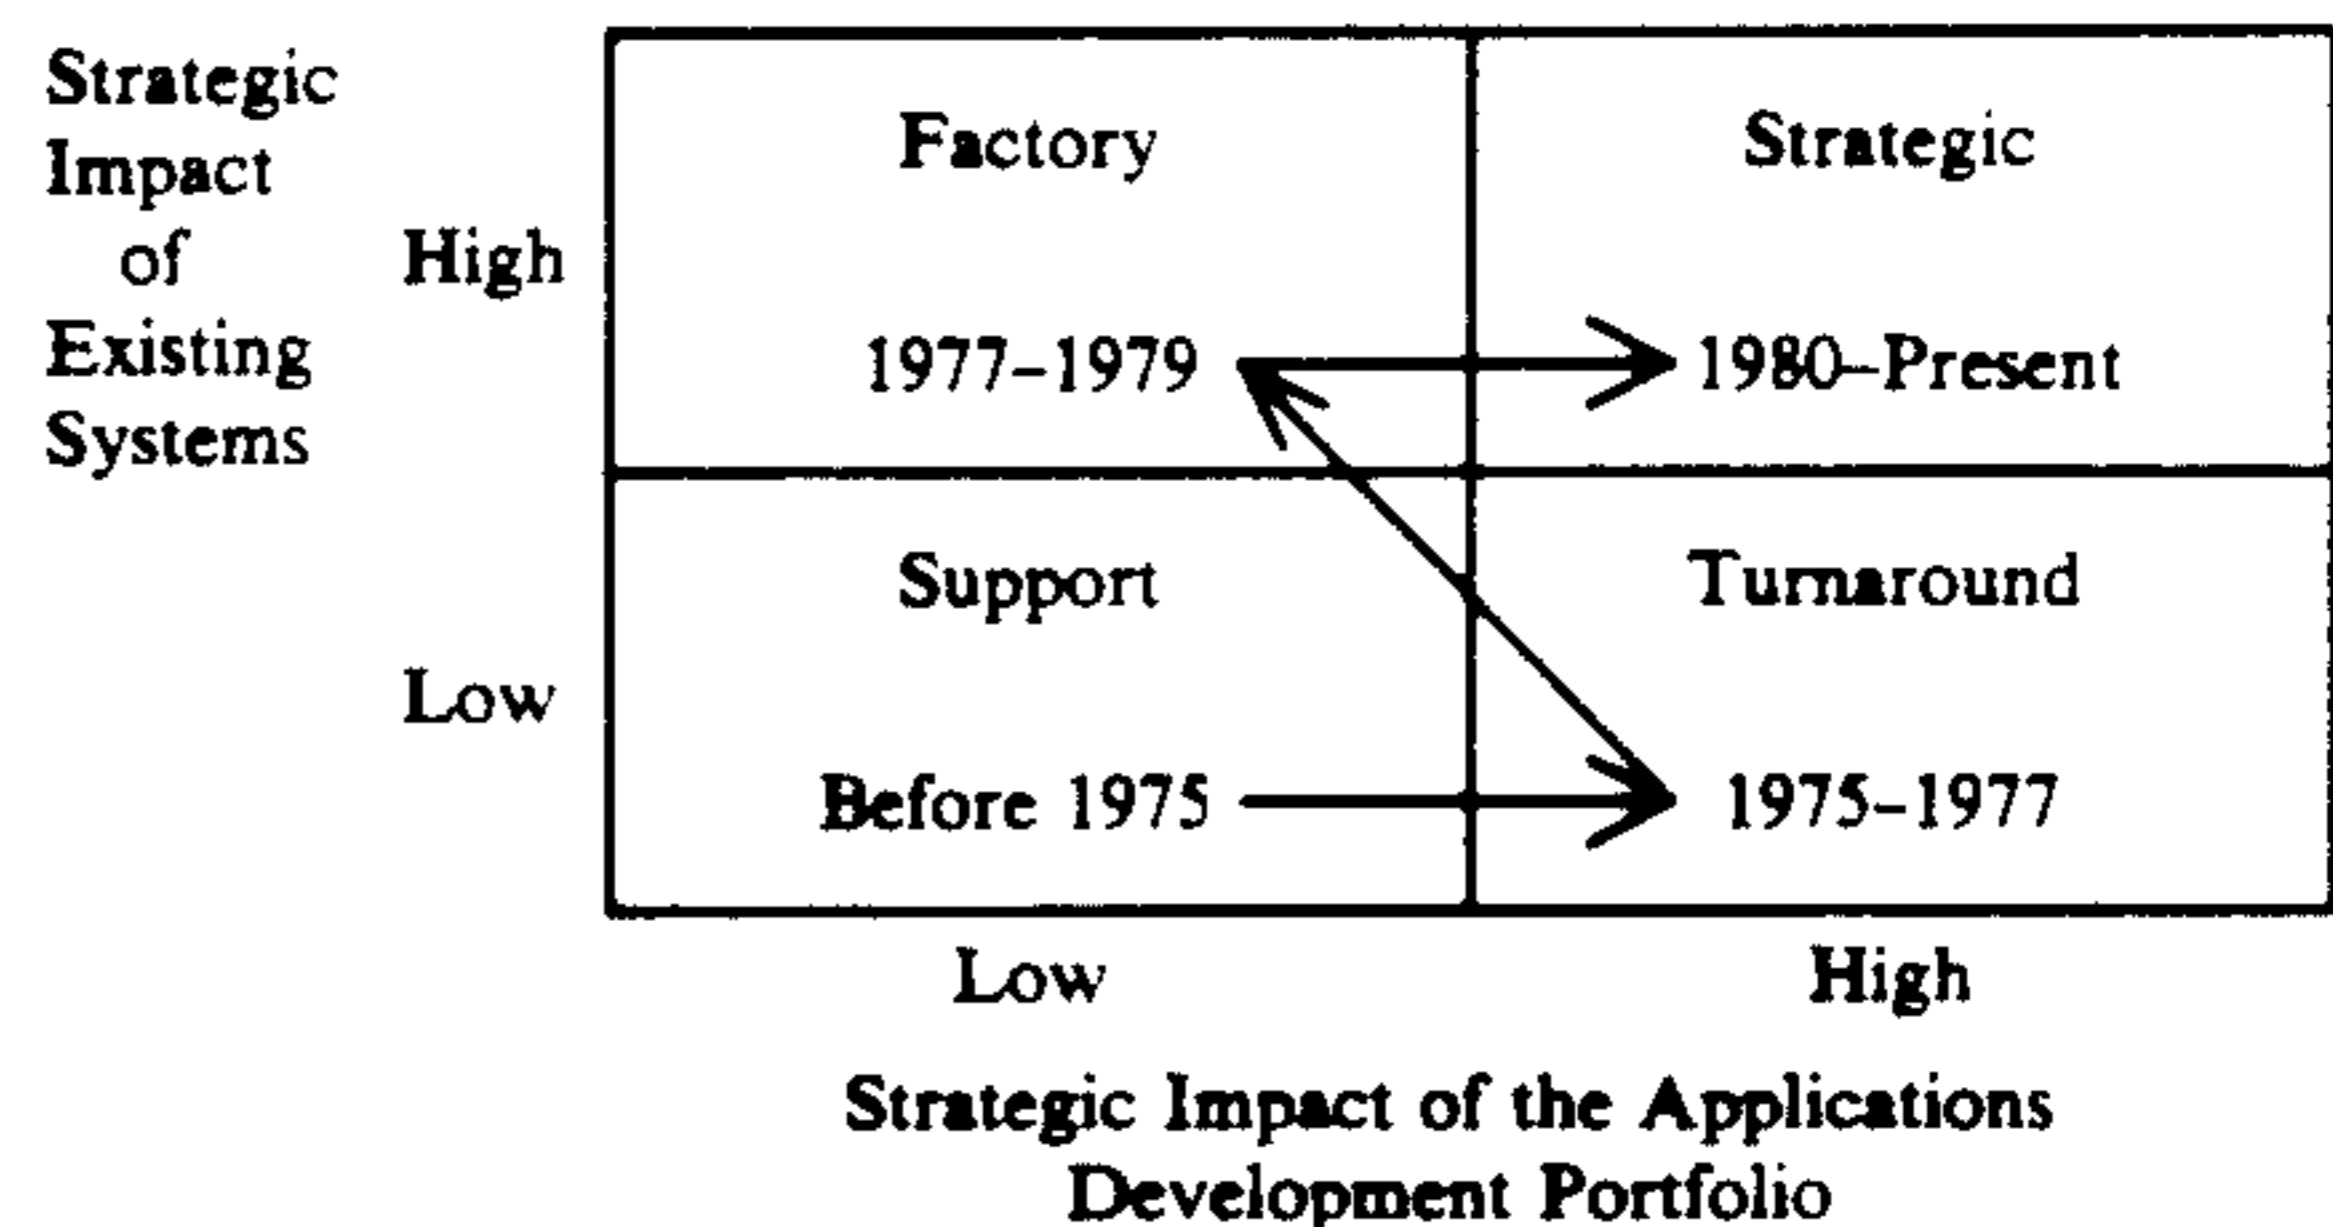 Strategic
Impact
of
Existing
Systems
High
Factory
Strategic
1977–1979
1980–Present
Low
Support
Turnaround
Before 1975
1975–1977
Low
High
Strategic Impact of the Applications
Development Portfolio